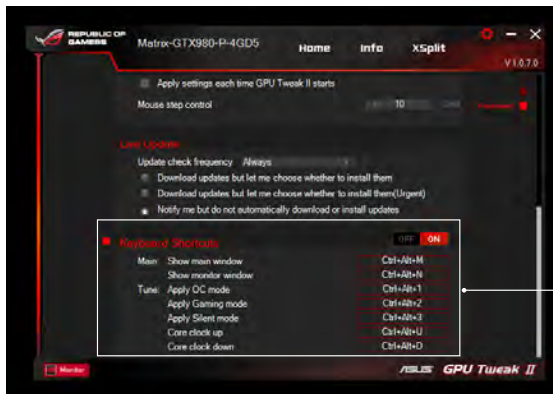 REPUBLIC OF
GAMERS
Matrix-GTX980-P-4GD5
Home Info XSplit
V1.0.7.0
Apply settings each time GPU Tweak II starts
Mouse step control 10
Live Update
Update check frequency Always
Download updates but let me choose whether to install them
Download updates but let me choose whether to install them(Urgent)
Notify me but do not automatically download or install updates
Keyboard Shortcuts OFF ON
Main: Show main window Ctrl+Alt+M
Show monitor window Ctrl+Alt+N
Tune: Apply OC mode Ctrl+Alt+1
Apply Gaming mode Ctrl+Alt+2
Apply Silent mode Ctrl+Alt+3
Core clock up Ctrl+Alt+U
Core clock down Ctrl+Alt+D
Monitor
ASUS GPU Tweak II